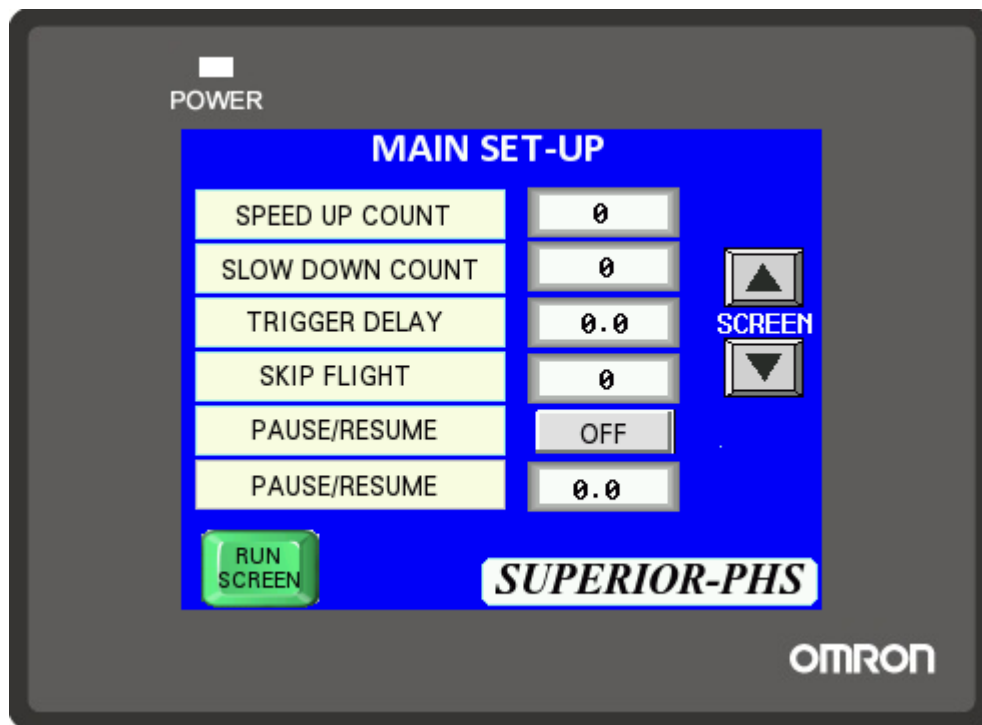 POWER
MAIN SET-UP
SPEED UP COUNT 0
SLOW DOWN COUNT 0
TRIGGER DELAY 0.0
SCREEN
SKIP FLIGHT 0
PAUSE/RESUME OFF
PAUSE/RESUME 0.0
RUN
SCREEN
SUPERIOR-PHS
OMRON